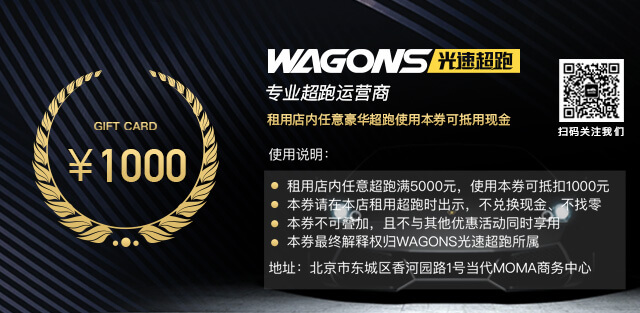 GIFT CARD
￥1000
WAGONS 光速超跑
专业超跑运营商
租用店内任意豪华超跑使用本券可抵用现金
扫码关注我们
使用说明：
● 租用店内任意超跑满5000元，使用本券可抵扣1000元
● 本券请在本店租用超跑时出示，不兑换现金、不找零
● 本券不可叠加，且不与其他优惠活动同时享用
● 本券最终解释权归WAGONS光速超跑所属
地址：北京市东城区香河园路1号当代MOMA商务中心